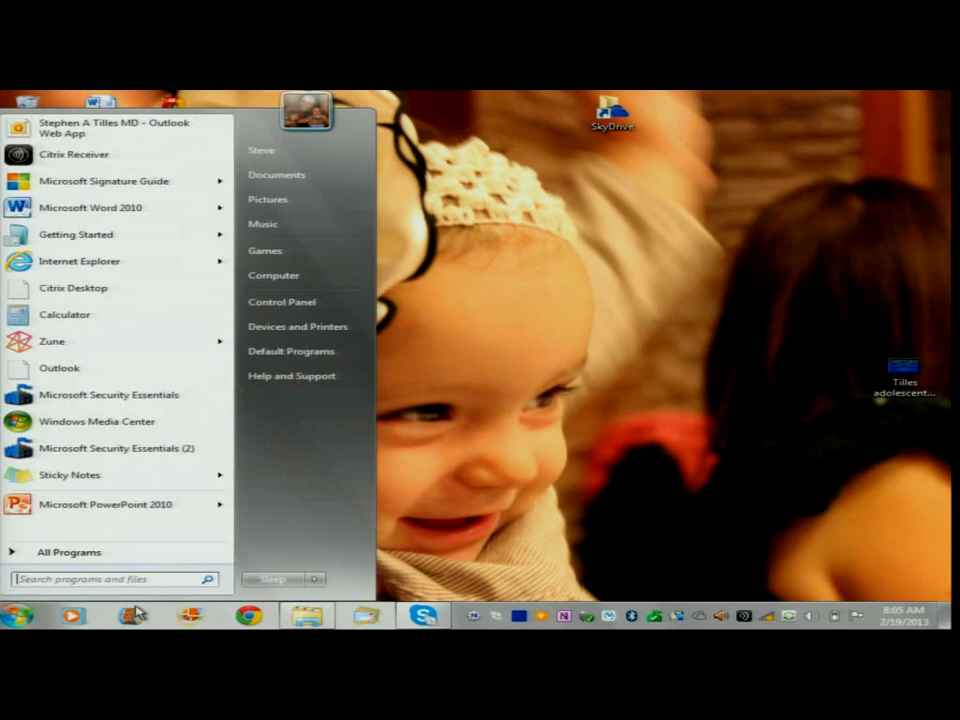 Stephen A Tilles MD - Outlook
Web App
Citrix Receiver
Microsoft Signature Guide
Microsoft Word 2010
Getting Started
Internet Explorer
Citrix Desktop
Calculator
Zune
Outlook
Microsoft Security Essentials
Windows Media Center
Microsoft Security Essentials (2)
Sticky Notes
Microsoft PowerPoint 2010
All Programs
Search programs and files
Steve
Documents
Pictures
Music
Games
Computer
Control Panel
Devices and Printers
Default Programs
Help and Support
Sleep
SkyDrive
Tilles
adolescent...
8:05 AM
2/19/2013